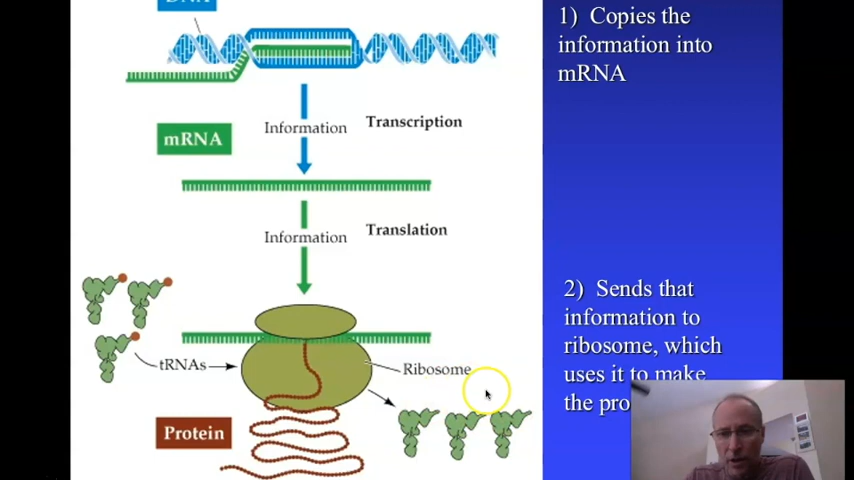 DNA
1) Copies the
information into
mRNA
Information
Transcription
mRNA
Information
Translation
2) Sends that
information to
ribosome, which
uses it to make
the
tRNAs
Ribosome
Protein